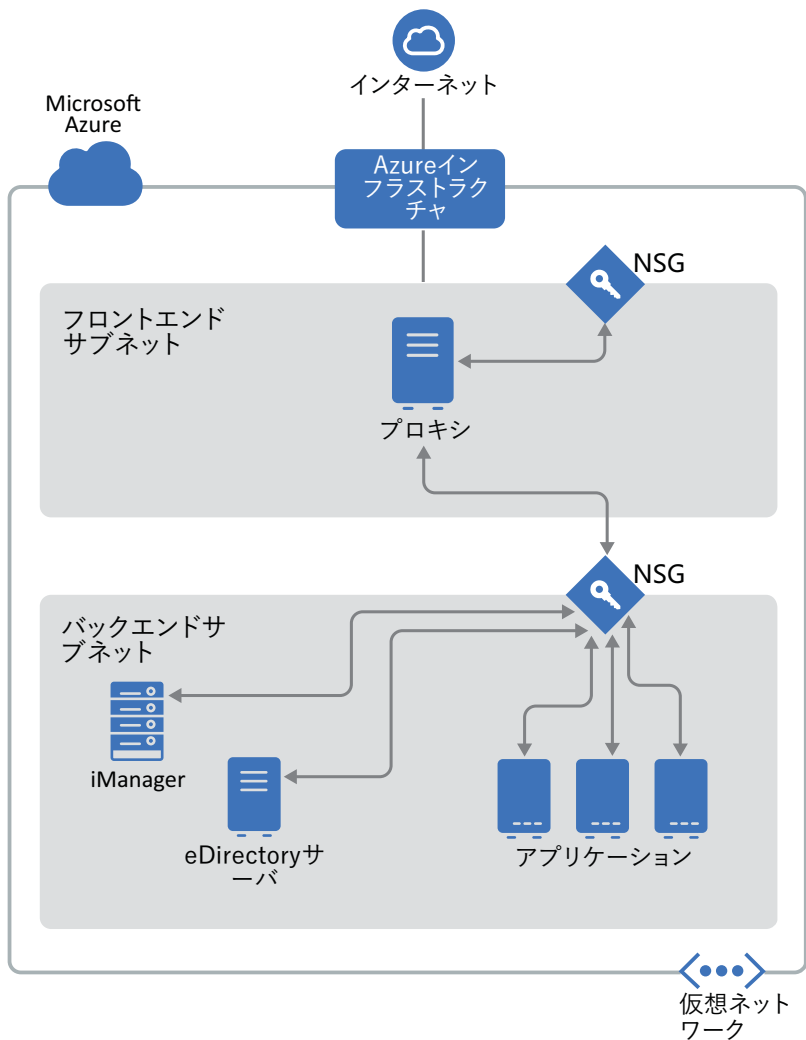 インターネット
Microsoft
Azure
Azureイン
フラストラク
チャ
NSG
フロントエンド
サブネット
プロキシ
NSG
バックエンドサ
ブネット
iManager
eDirectoryサ
ーバ
アプリケーション
仮想ネット
ワーク